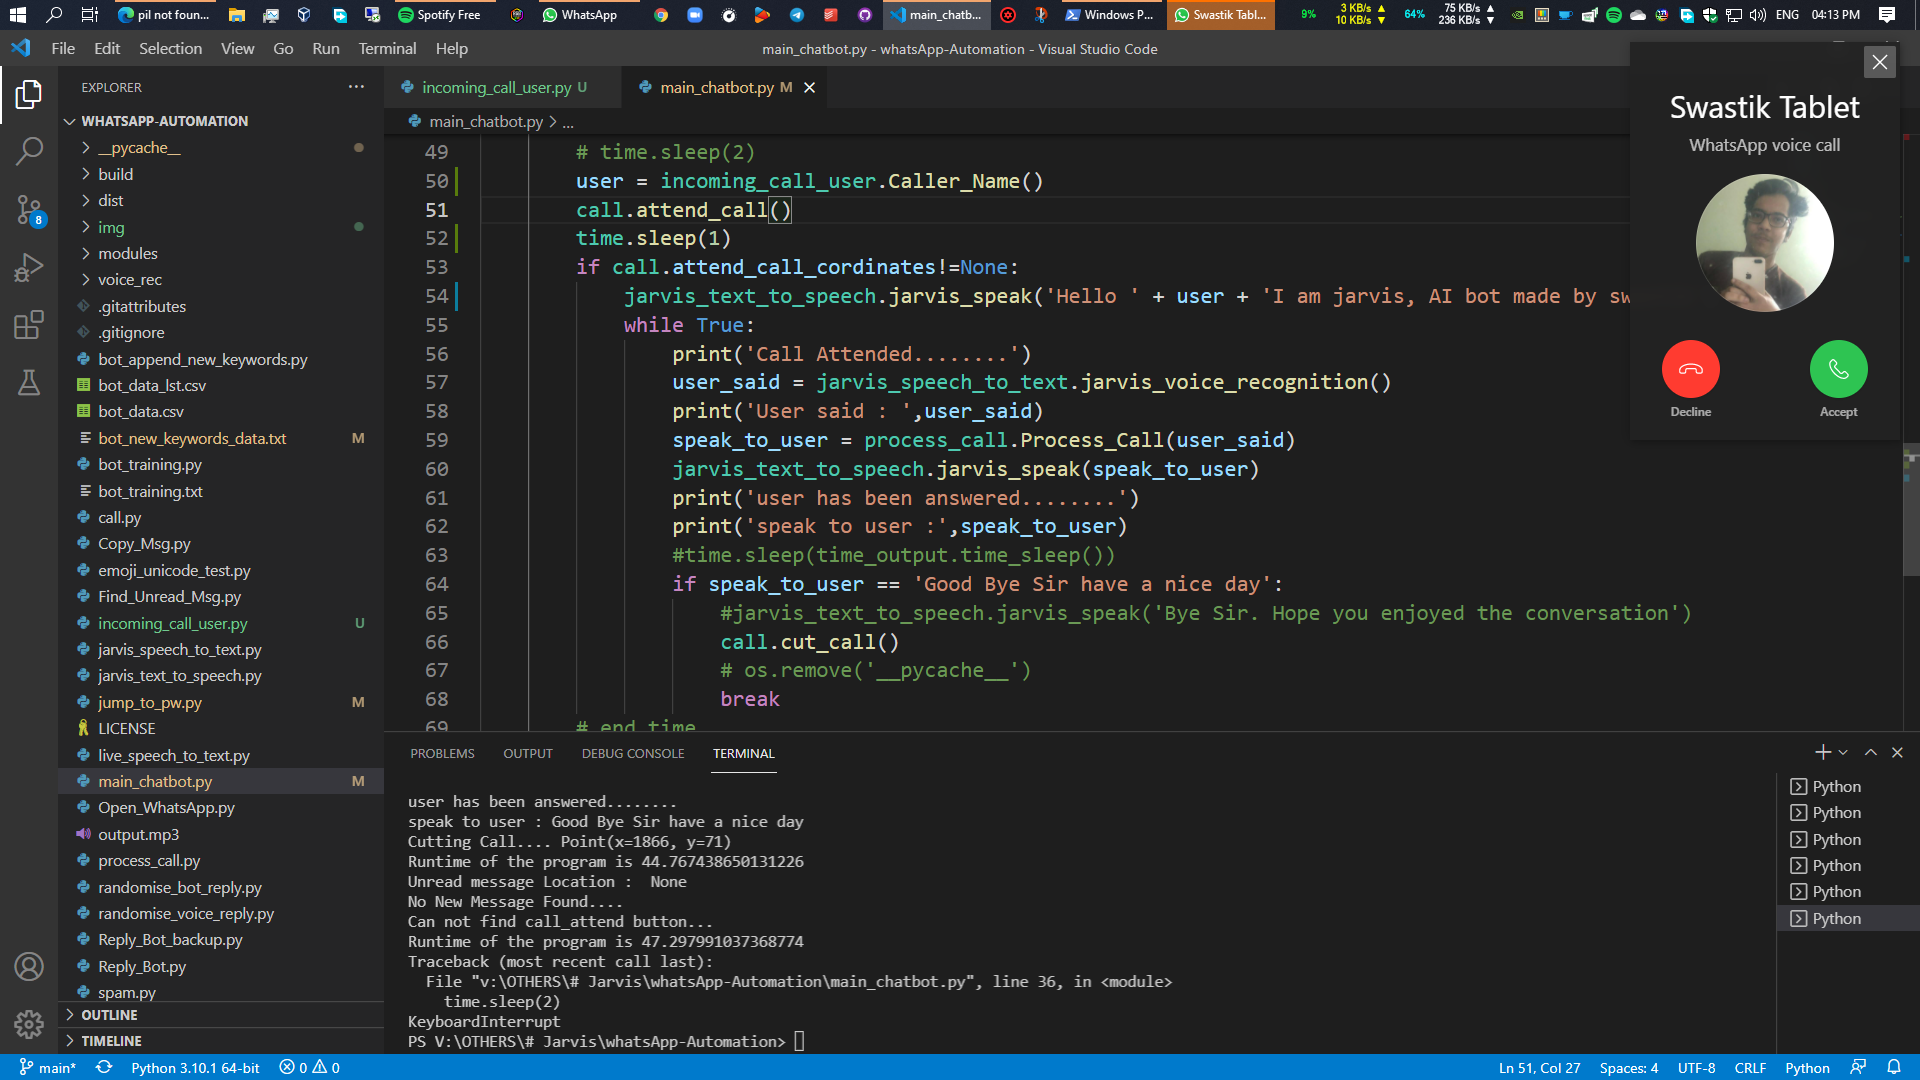 pil not foun...
Spotify Free
WhatsApp
main_chatb...
Windows P...
Swastik Tabl...
9%
3 KB/s
10 KB/s
64%
75 KB/s
236 KB/s
ENG
04:13 PM
File Edit Selection View Go Run Terminal Help
main_chatbot.py - whatsApp-Automation - Visual Studio Code
EXPLORER
WHATSAPP-AUTOMATION
__pycache__
build
dist
img
modules
voice_rec
.gitattributes
.gitignore
bot_append_new_keywords.py
bot_data_lst.csv
bot_data.csv
bot_new_keywords_data.txt M
bot_training.py
bot_training.txt
call.py
Copy_Msg.py
emoji_unicode_test.py
Find_Unread_Msg.py
incoming_call_user.py U
jarvis_speech_to_text.py
jarvis_text_to_speech.py
jump_to_pw.py M
LICENSE
live_speech_to_text.py
main_chatbot.py M
Open_WhatsApp.py
output.mp3
process_call.py
randomise_bot_reply.py
randomise_voice_reply.py
Reply_Bot_backup.py
Reply_Bot.py
spam.py
OUTLINE
TIMELINE
8
incoming_call_user.py U
main_chatbot.py M
main_chatbot.py > ...
49 # time.sleep(2)
50 user = incoming_call_user.Caller_Name()
51 call.attend_call()
52 time.sleep(1)
53 if call.attend_call_cordinates!=None:
54 jarvis_text_to_speech.jarvis_speak('Hello ' + user + 'I am jarvis, AI bot made by sw
55 while True:
56 print('Call Attended........')
57 user_said = jarvis_speech_to_text.jarvis_voice_recognition()
58 print('User said : ',user_said)
59 speak_to_user = process_call.Process_Call(user_said)
60 jarvis_text_to_speech.jarvis_speak(speak_to_user)
61 print('user has been answered........')
62 print('speak to user :',speak_to_user)
63 #time.sleep(time_output.time_sleep())
64 if speak_to_user == 'Good Bye Sir have a nice day':
65 #jarvis_text_to_speech.jarvis_speak('Bye Sir. Hope you enjoyed the conversation')
66 call.cut_call()
67 # os.remove('__pycache__')
68 break
69 # end time
Swastik Tablet
WhatsApp voice call
Decline
Accept
PROBLEMS OUTPUT DEBUG CONSOLE TERMINAL
user has been answered........
speak to user : Good Bye Sir have a nice day
Cutting Call.... Point(x=1866, y=71)
Runtime of the program is 44.767438650131226
Unread message Location :  None
No New Message Found....
Can not find call_attend button...
Runtime of the program is 47.297991037368774
Traceback (most recent call last):
File "v:\OTHERS\# Jarvis\whatsApp-Automation\main_chatbot.py", line 36, in <module>
time.sleep(2)
KeyboardInterrupt
PS V:\OTHERS\# Jarvis\whatsApp-Automation>
Python
Python
Python
Python
Python
Python
main*
Python 3.10.1 64-bit
0
0
Ln 51, Col 27
Spaces: 4
UTF-8
CRLF
Python